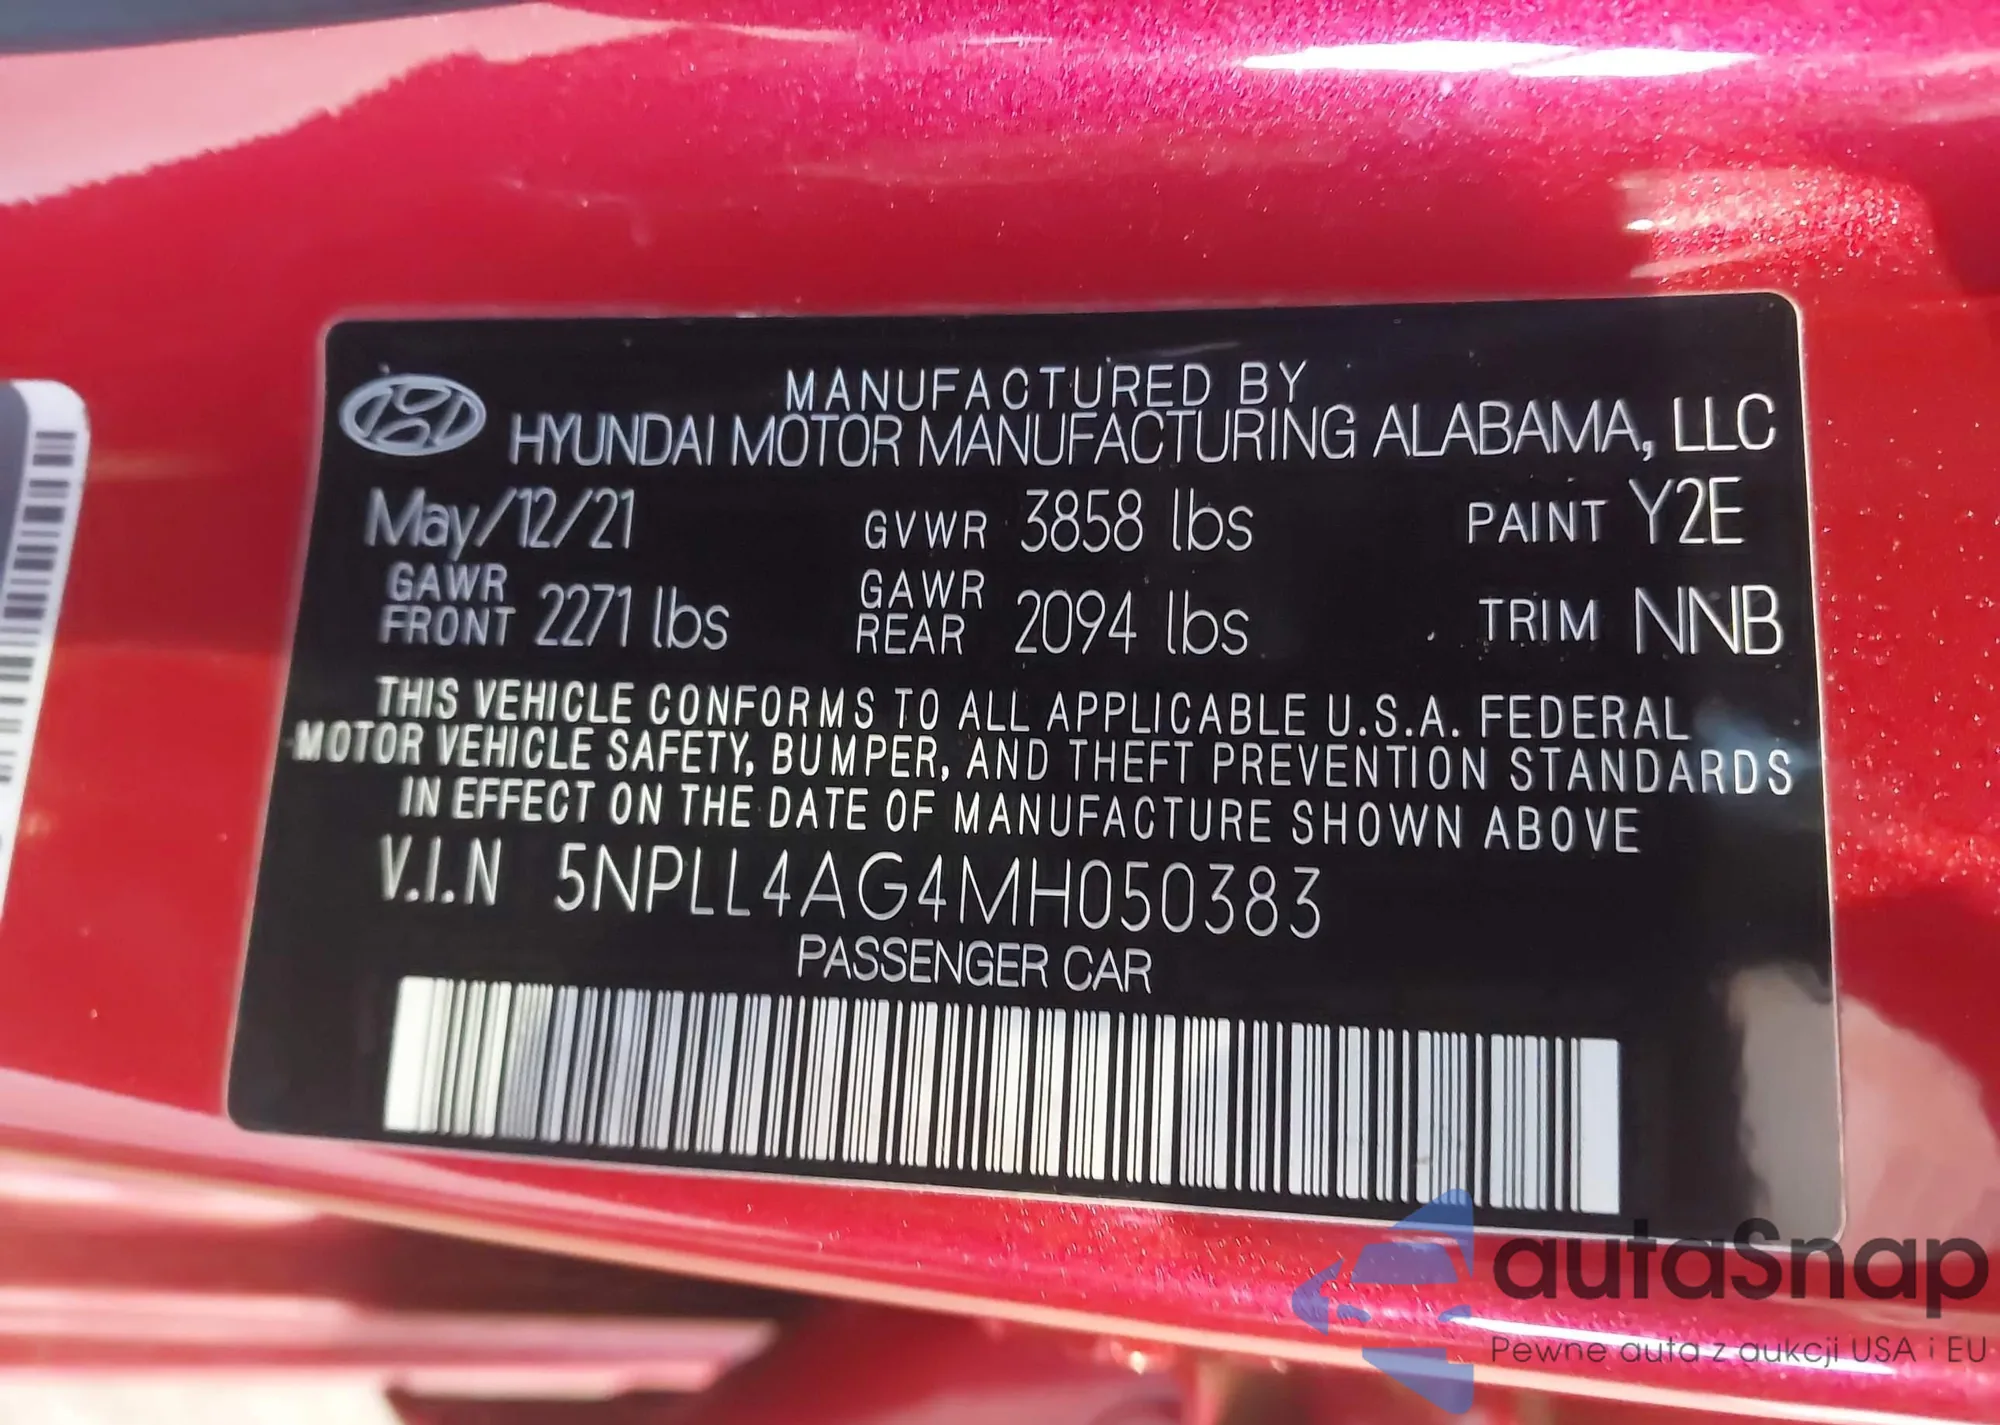 MANUFACTURED BY
HYUNDAI MOTOR MANUFACTURING ALABAMA, LLC
May/12/21 GVWR 3858 lbs PAINT Y2E
GAWR FRONT 2271 lbs GAWR REAR 2094 lbs TRIM NNB
THIS VEHICLE CONFORMS TO ALL APPLICABLE U.S.A. FEDERAL
MOTOR VEHICLE SAFETY, BUMPER, AND THEFT PREVENTION STANDARDS
IN EFFECT ON THE DATE OF MANUFACTURE SHOWN ABOVE
V.I.N 5NPLL4AG4MH050383
PASSENGER CAR
autaSnap
Pewne auta z aukcji USA i EU